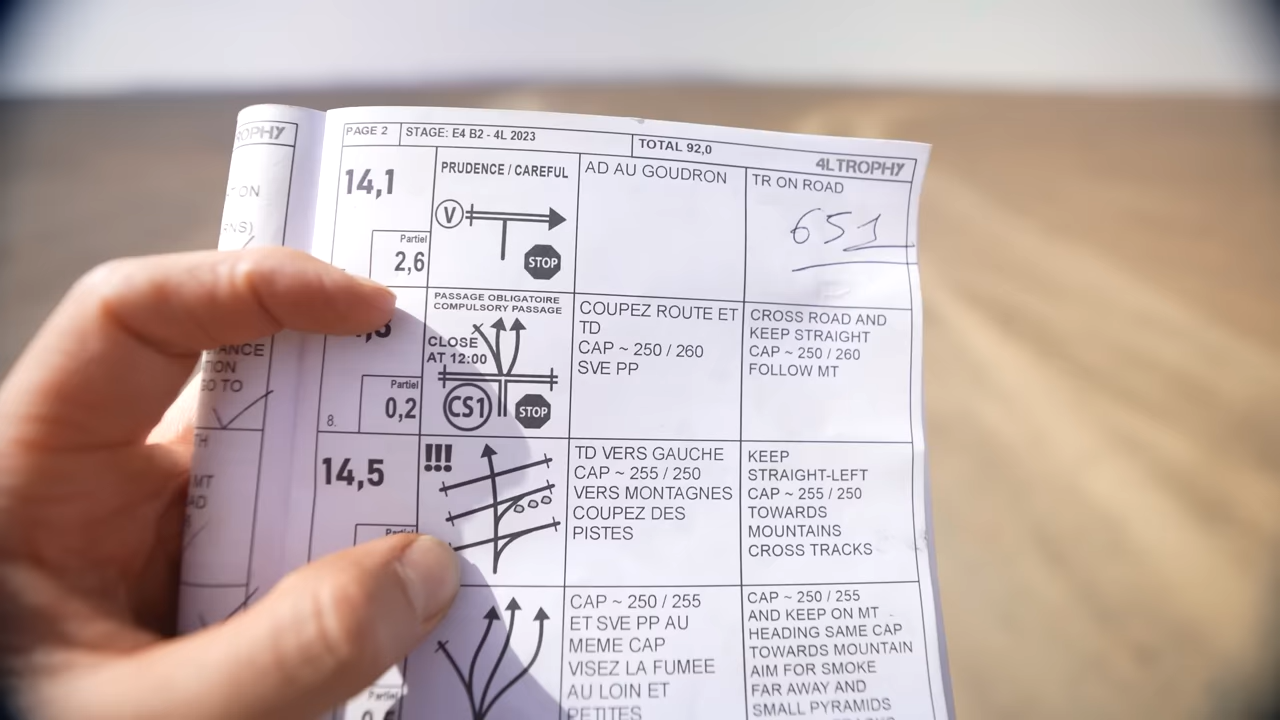 PAGE 2 STAGE: E4 B2 - 4L 2023 TOTAL 92,0 4LTROPHY
14,1
Partiel
2,6
PRUDENCE / CAREFUL
V
STOP
AD AU GOUDRON
TR ON ROAD
651
8.
Partiel
0,2
PASSAGE OBLIGATOIRE
COMPULSORY PASSAGE
CLOSE
AT 12:00
CS1 STOP
COUPEZ ROUTE ET
TD
CAP ~ 250 / 260
SVE PP
CROSS ROAD AND
KEEP STRAIGHT
CAP ~ 250 / 260
FOLLOW MT
14,5
Partiel
!!!
TD VERS GAUCHE
CAP ~ 255 / 250
VERS MONTAGNES
COUPEZ DES
PISTES
KEEP
STRAIGHT-LEFT
CAP ~ 255 / 250
TOWARDS
MOUNTAINS
CROSS TRACKS
Partiel
CAP ~ 250 / 255
ET SVE PP AU
MEME CAP
VISEZ LA FUMEE
AU LOIN ET
PETITES
CAP ~ 250 / 255
AND KEEP ON MT
HEADING SAME CAP
TOWARDS MOUNTAIN
AIM FOR SMOKE
FAR AWAY AND
SMALL PYRAMIDS
GO TO